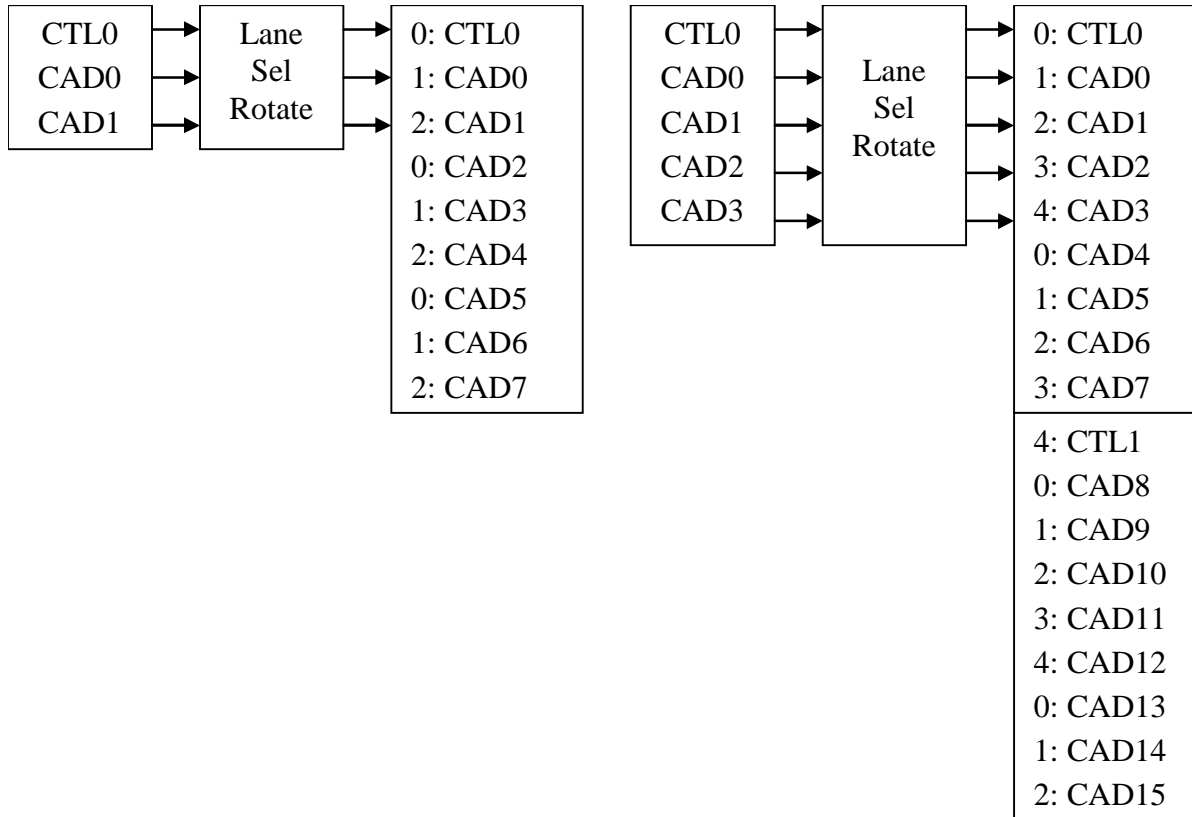 CTL0
CAD0
CAD1
Lane
Sel
Rotate
0: CTL0
1: CAD0
2: CAD1
0: CAD2
1: CAD3
2: CAD4
0: CAD5
1: CAD6
2: CAD7
CTL0
CAD0
CAD1
CAD2
CAD3
Lane
Sel
Rotate
0: CTL0
1: CAD0
2: CAD1
3: CAD2
4: CAD3
0: CAD4
1: CAD5
2: CAD6
3: CAD7
4: CTL1
0: CAD8
1: CAD9
2: CAD10
3: CAD11
4: CAD12
0: CAD13
1: CAD14
2: CAD15